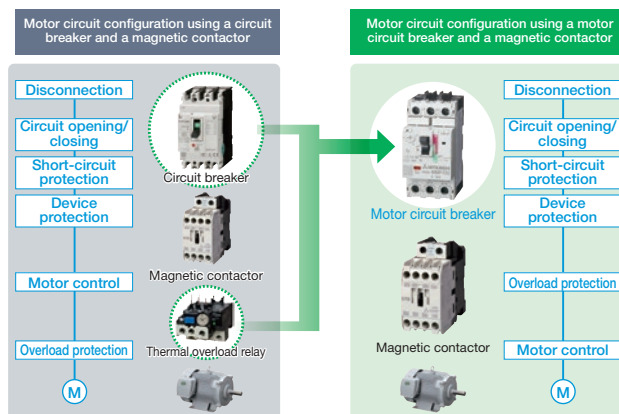 Motor circuit configuration using a circuit
breaker and a magnetic contactor
Disconnection
Circuit opening/
closing
Short-circuit
protection
Device
protection
Motor control
Overload protection
M
Circuit breaker
Magnetic contactor
Thermal overload relay
Motor circuit configuration using a motor
circuit breaker and a magnetic contactor
Motor circuit breaker
Magnetic contactor
Disconnection
Circuit opening/
closing
Short-circuit
protection
Device
protection
Overload protection
Motor control
M